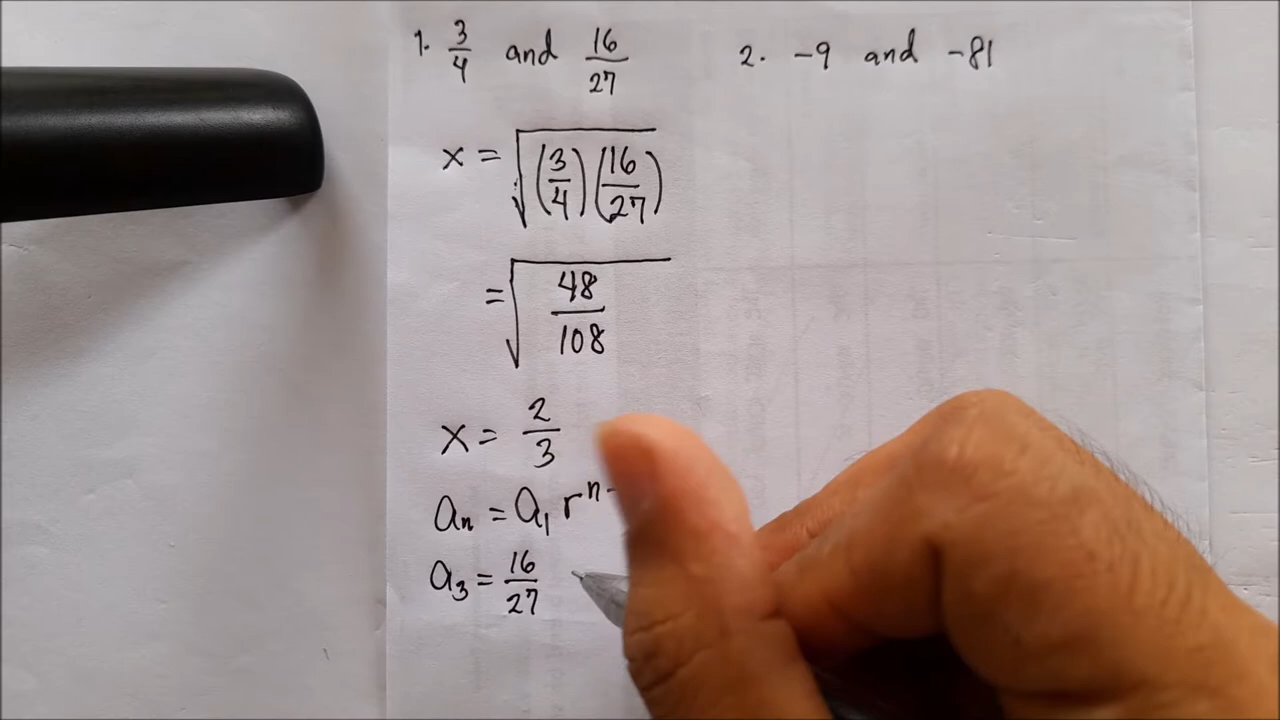 1. 3/4 and 16/27
2. -9 and -81
x = √(3/4)(16/27)
= √48/108
x = 2/3
aₙ = a₁ rⁿ⁻
a₃ = 16/27